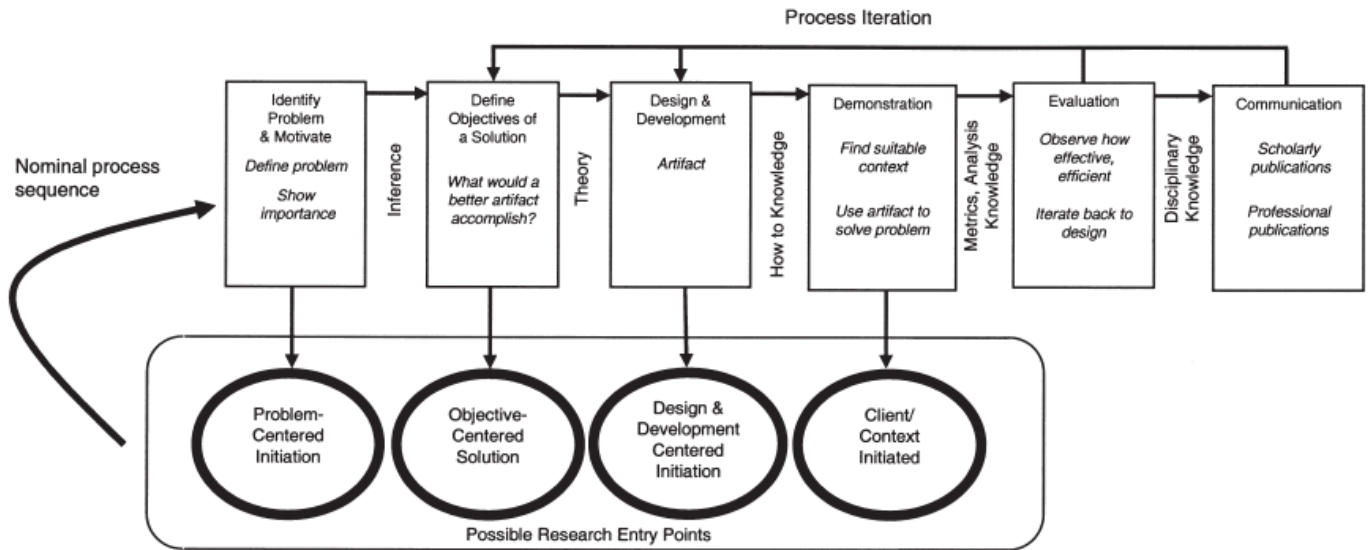 Process Iteration
Nominal process
sequence
Identify
Problem
& Motivate
Define problem
Show
importance
Inference
Define
Objectives of
a Solution
What would a
better artifact
accomplish?
Theory
Design &
Development
Artifact
How to Knowledge
Demonstration
Find suitable
context
Use artifact to
solve problem
Metrics, Analysis
Knowledge
Evaluation
Observe how
effective,
efficient
Iterate back to
design
Disciplinary
Knowledge
Communication
Scholarly
publications
Professional
publications
Problem-
Centered
Initiation
Objective-
Centered
Solution
Design &
Development
Centered
Initiation
Client/
Context
Initiated
Possible Research Entry Points